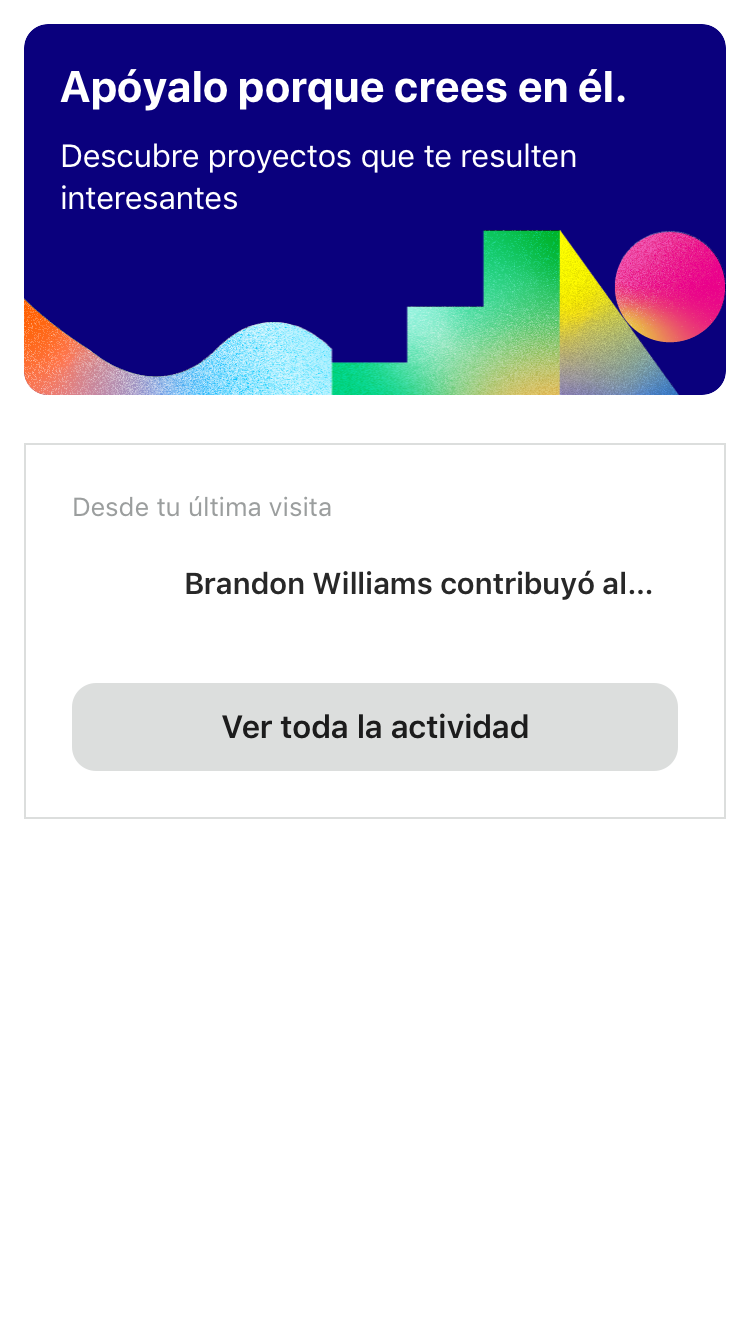 Apóyalo porque crees en él.
Descubre proyectos que te resulten
interesantes
Desde tu última visita
Brandon Williams contribuyó al...
Ver toda la actividad